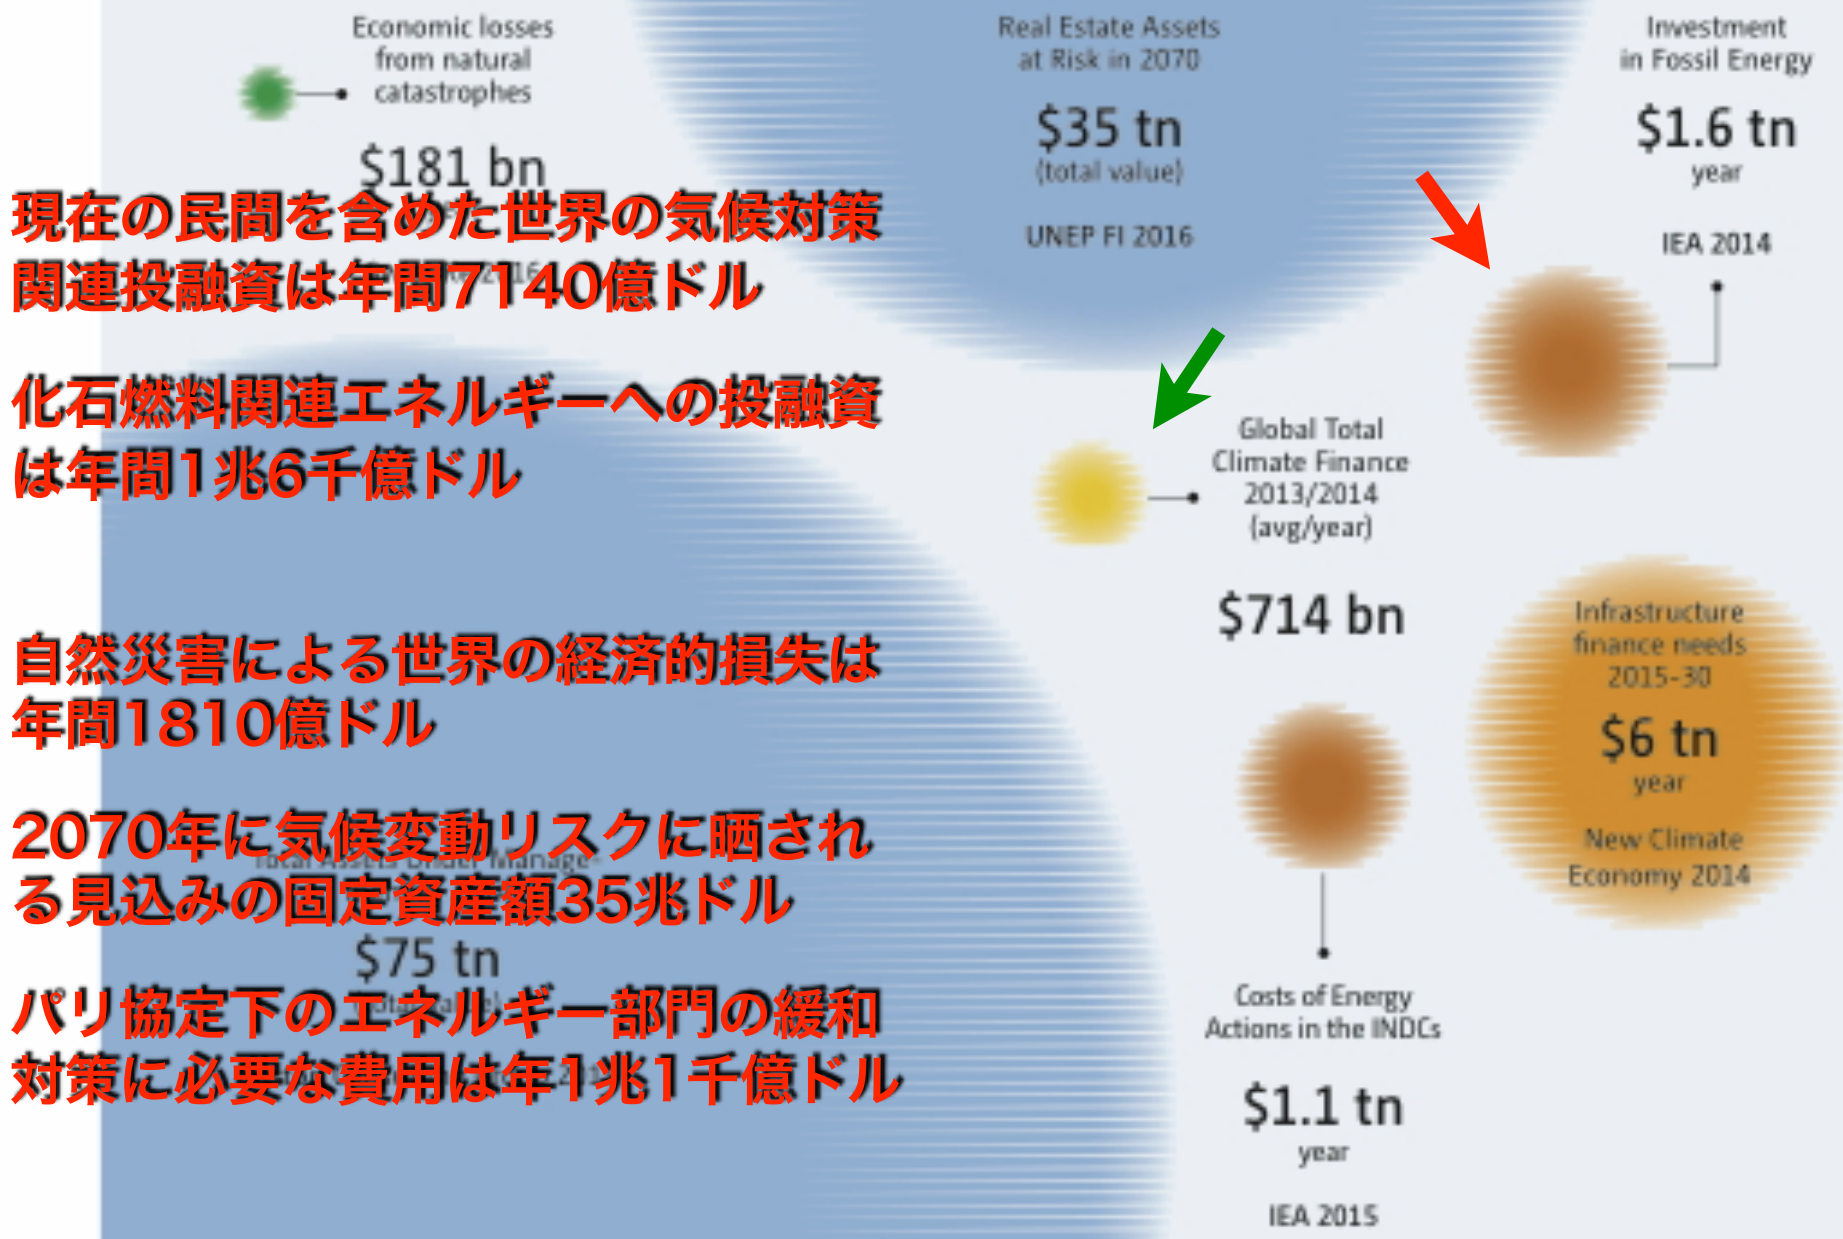 Economic losses
from natural
catastrophes
$181 bn
Real Estate Assets
at Risk in 2070
$35 tn
(total value)
UNEP FI 2016
Investment
in Fossil Energy
$1.6 tn
year
IEA 2014
現在の民間を含めた世界の気候対策
関連投融資は年間7140億ドル
化石燃料関連エネルギーへの投融資
は年間1兆6千億ドル
自然災害による世界の経済的損失は
年間1810億ドル
2070年に気候変動リスクに晒され
る見込みの固定資産額35兆ドル
パリ協定下のエネルギー部門の緩和
対策に必要な費用は年1兆1千億ドル
Total Assets Under Manage-
$75 tn
Global Total
Climate Finance
2013/2014
(avg/year)
$714 bn
Infrastructure
finance needs
2015-30
$6 tn
year
New Climate
Economy 2014
Costs of Energy
Actions in the INDCs
$1.1 tn
year
IEA 2015